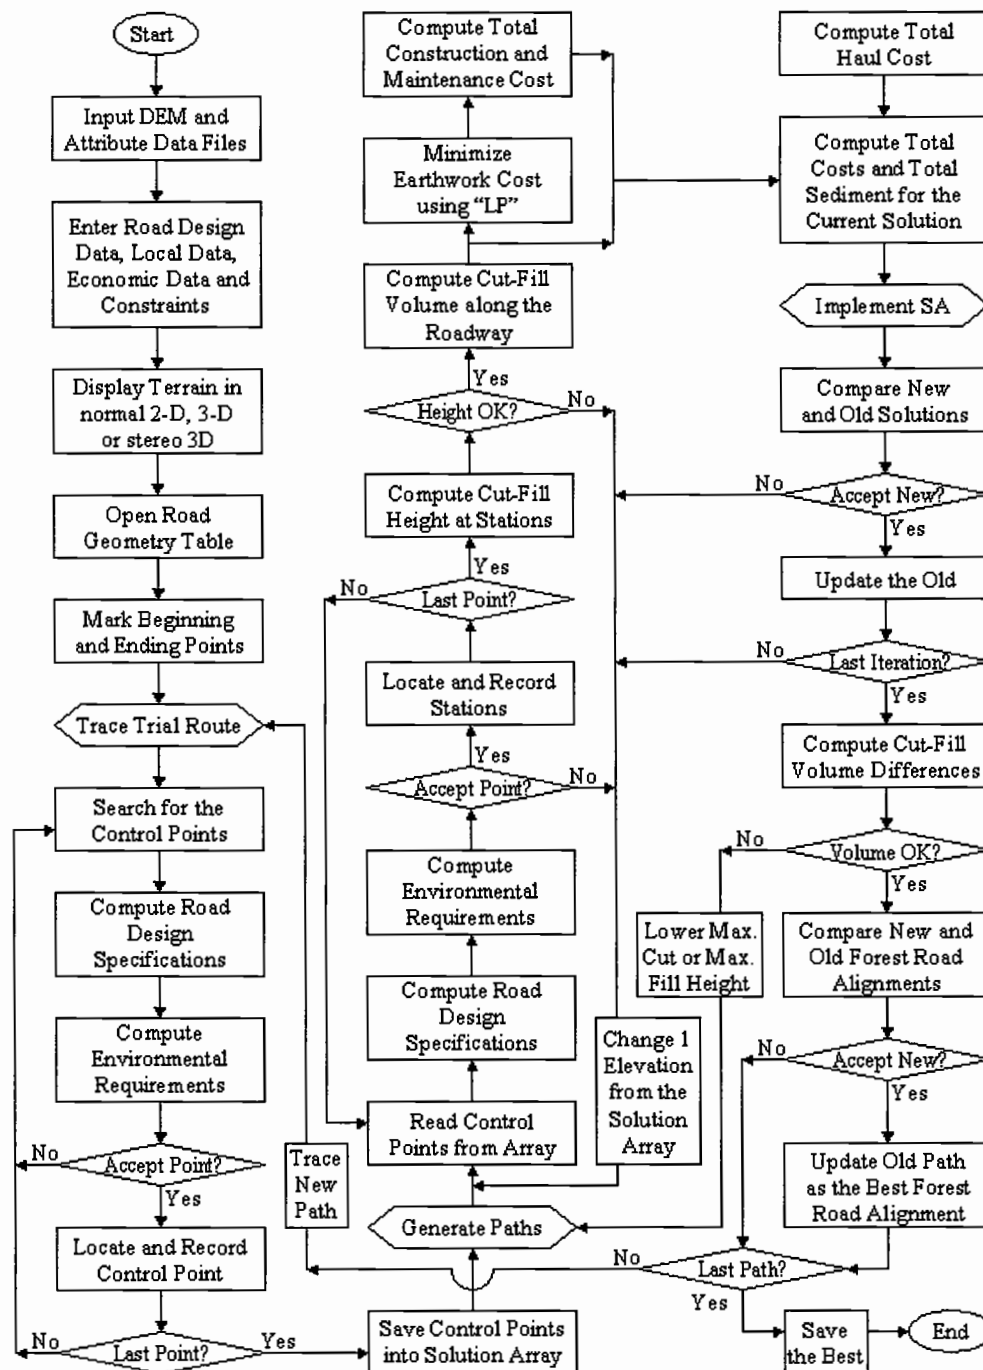 Start
Input DEM and
Attribute Data Files
Enter Road Design
Data, Local Data,
Economic Data and
Constraints
Display Terrain in
normal 2-D, 3-D
or stereo 3D
Open Road
Geometry Table
Mark Beginning
and Ending Points
Trace Trial Route
Search for the
Control Points
Compute Road
Design
Specifications
Compute
Environmental
Requirements
No
Accept Point?
Yes
Locate and Record
Control Point
No
Last Point?
Yes
Save Control Points
into Solution Array
Generate Paths
Trace
New
Path
Read Control
Points from Array
Compute Road
Design
Specifications
Compute
Environmental
Requirements
Accept Point?
No
Yes
Locate and Record
Stations
No
Last Point?
Yes
Compute Cut-Fill
Height at Stations
Height OK?
No
Yes
Compute Cut-Fill
Volume along the
Roadway
Minimize
Earthwork Cost
using "LP"
Compute Total
Construction and
Maintenance Cost
Change 1
Elevation
from the
Solution
Array
Compute Total
Haul Cost
Compute Total
Costs and Total
Sediment for the
Current Solution
Implement SA
Compare New
and Old Solutions
No
Accept New?
Yes
Update the Old
No
Last Iteration?
Yes
Compute Cut-Fill
Volume Differences
No
Volume OK?
Yes
Lower Max.
Cut or Max.
Fill Height
Compare New and
Old Forest Road
Alignments
No
Accept New?
Yes
Update Old Path
as the Best Forest
Road Alignment
No
Last Path?
Yes
Save
the Best
End